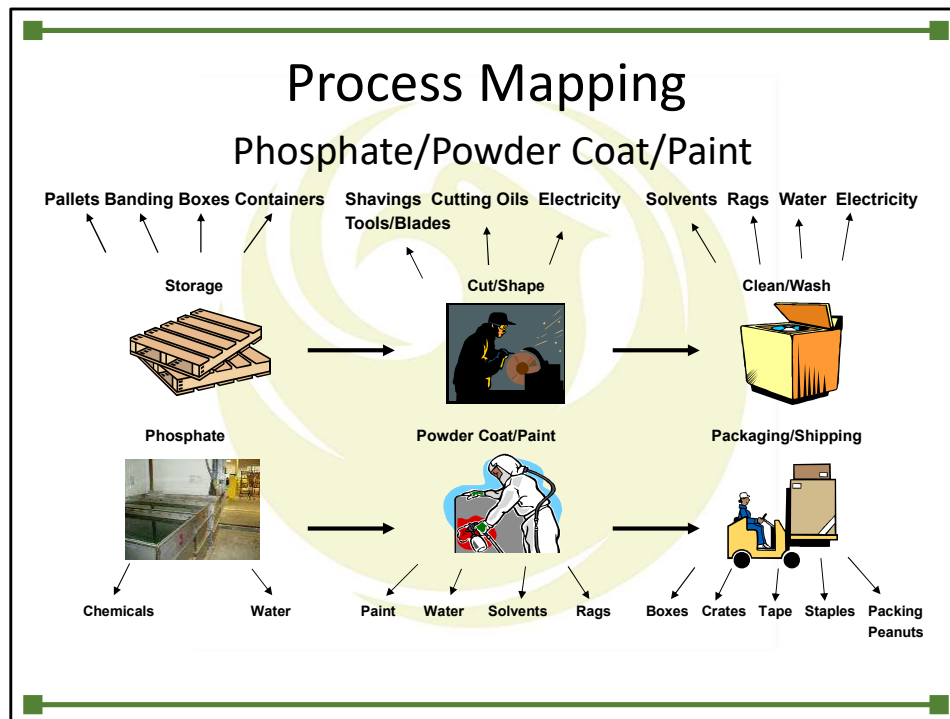 Process Mapping
Phosphate/Powder Coat/Paint
Pallets Banding Boxes Containers
Shavings Cutting Oils Electricity
Tools/Blades
Solvents Rags Water Electricity
Storage
Cut/Shape
Clean/Wash
Phosphate
Powder Coat/Paint
Packaging/Shipping
Chemicals
Water
Paint
Water
Solvents
Rags
Boxes
Crates
Tape
Staples
Packing
Peanuts